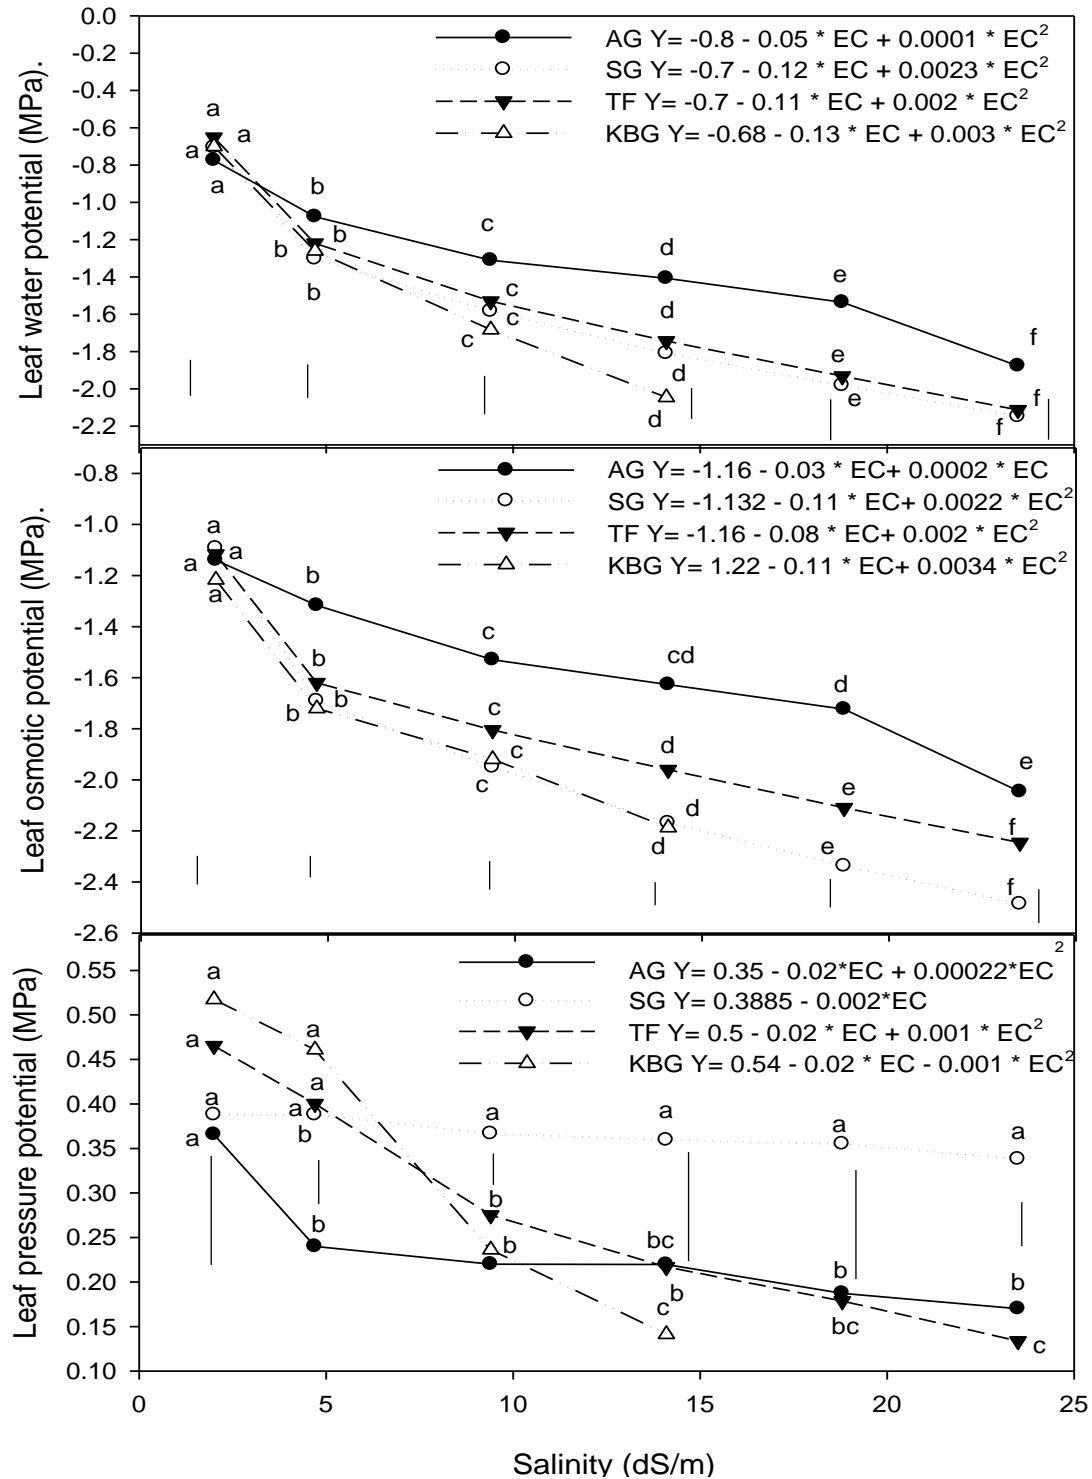 Leaf water potential (MPa).
0.0
-0.2
-0.4
-0.6
-0.8
-1.0
-1.2
-1.4
-1.6
-1.8
-2.0
-2.2
AG Y= -0.8 - 0.05 * EC + 0.0001 * EC²
SG Y= -0.7 - 0.12 * EC + 0.0023 * EC²
TF Y= -0.7 - 0.11 * EC + 0.002 * EC²
KBG Y= -0.68 - 0.13 * EC + 0.003 * EC²
a
a
a
a
b
b
b
b
c
c
c
c
d
d
d
d
e
e
e
f
f
f
Leaf osmotic potential (MPa).
-0.8
-1.0
-1.2
-1.4
-1.6
-1.8
-2.0
-2.2
-2.4
-2.6
AG Y= -1.16 - 0.03 * EC+ 0.0002 * EC
SG Y= -1.132 - 0.11 * EC+ 0.0022 * EC²
TF Y= -1.16 - 0.08 * EC+ 0.002 * EC²
KBG Y= 1.22 - 0.11 * EC+ 0.0034 * EC²
a
a
a
a
b
b
b
b
c
c
c
c
cd
d
d
d
d
e
e
e
f
f
Leaf pressure potential (MPa)
0.55
0.50
0.45
0.40
0.35
0.30
0.25
0.20
0.15
0.10
AG Y= 0.35 - 0.02*EC + 0.00022*EC²
SG Y= 0.3885 - 0.002*EC
TF Y= 0.5 - 0.02 * EC + 0.001 * EC²
KBG Y= 0.54 - 0.02 * EC - 0.001 * EC²
a
a
a
a
a
a
a
b
b
a
b
b
a
bc
b
c
a
b
bc
a
b
c
0
5
10
15
20
25
Salinity (dS/m)